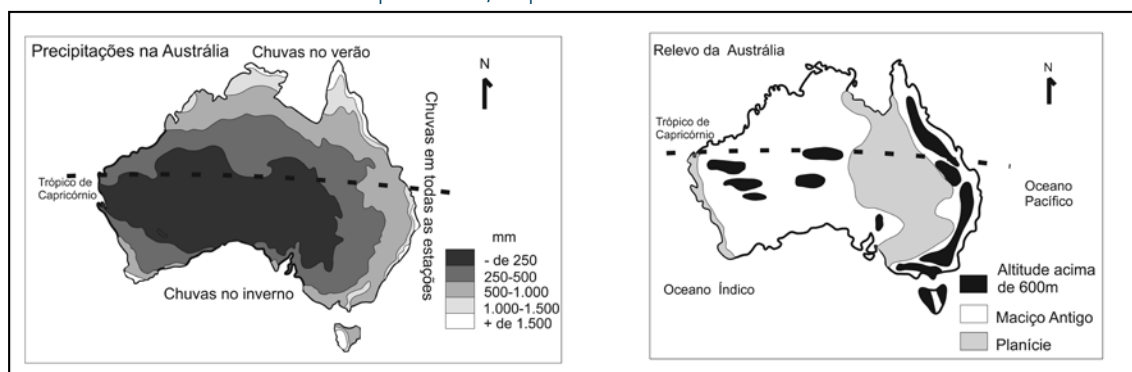 Precipitações na Austrália
Chuvas no verão
N
Trópico de
Capricórnio
Chuvas em todas as estações
Chuvas no inverno
mm
- de 250
250-500
500-1.000
1.000-1.500
+ de 1.500
Relevo da Austrália
N
Trópico de
Capricórnio
Oceano
Pacífico
Oceano Índico
Altitude acima
de 600m
Maciço Antigo
Planície